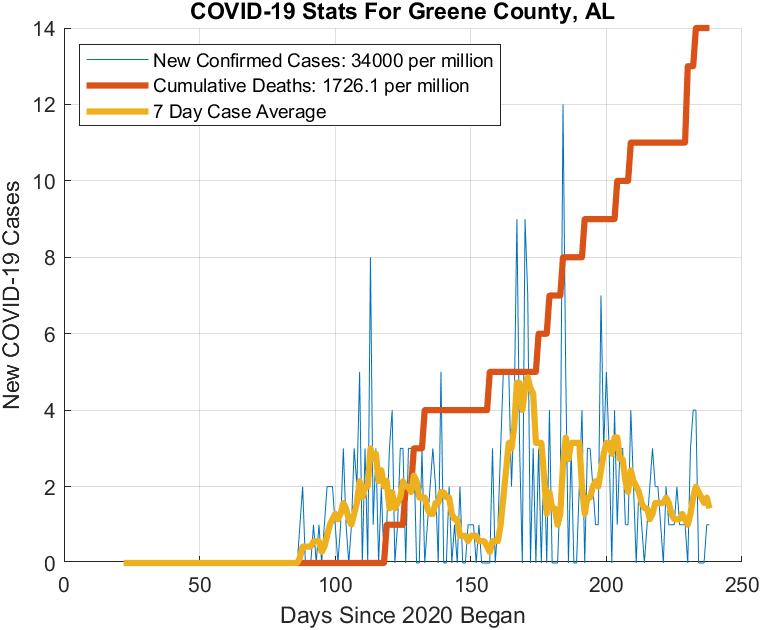 COVID-19 Stats For Greene County, AL
New Confirmed Cases: 34000 per million
Cumulative Deaths: 1726.1 per million
7 Day Case Average
New COVID-19 Cases
14
12
10
8
6
4
2
0
0 50 100 150 200 250
Days Since 2020 Began